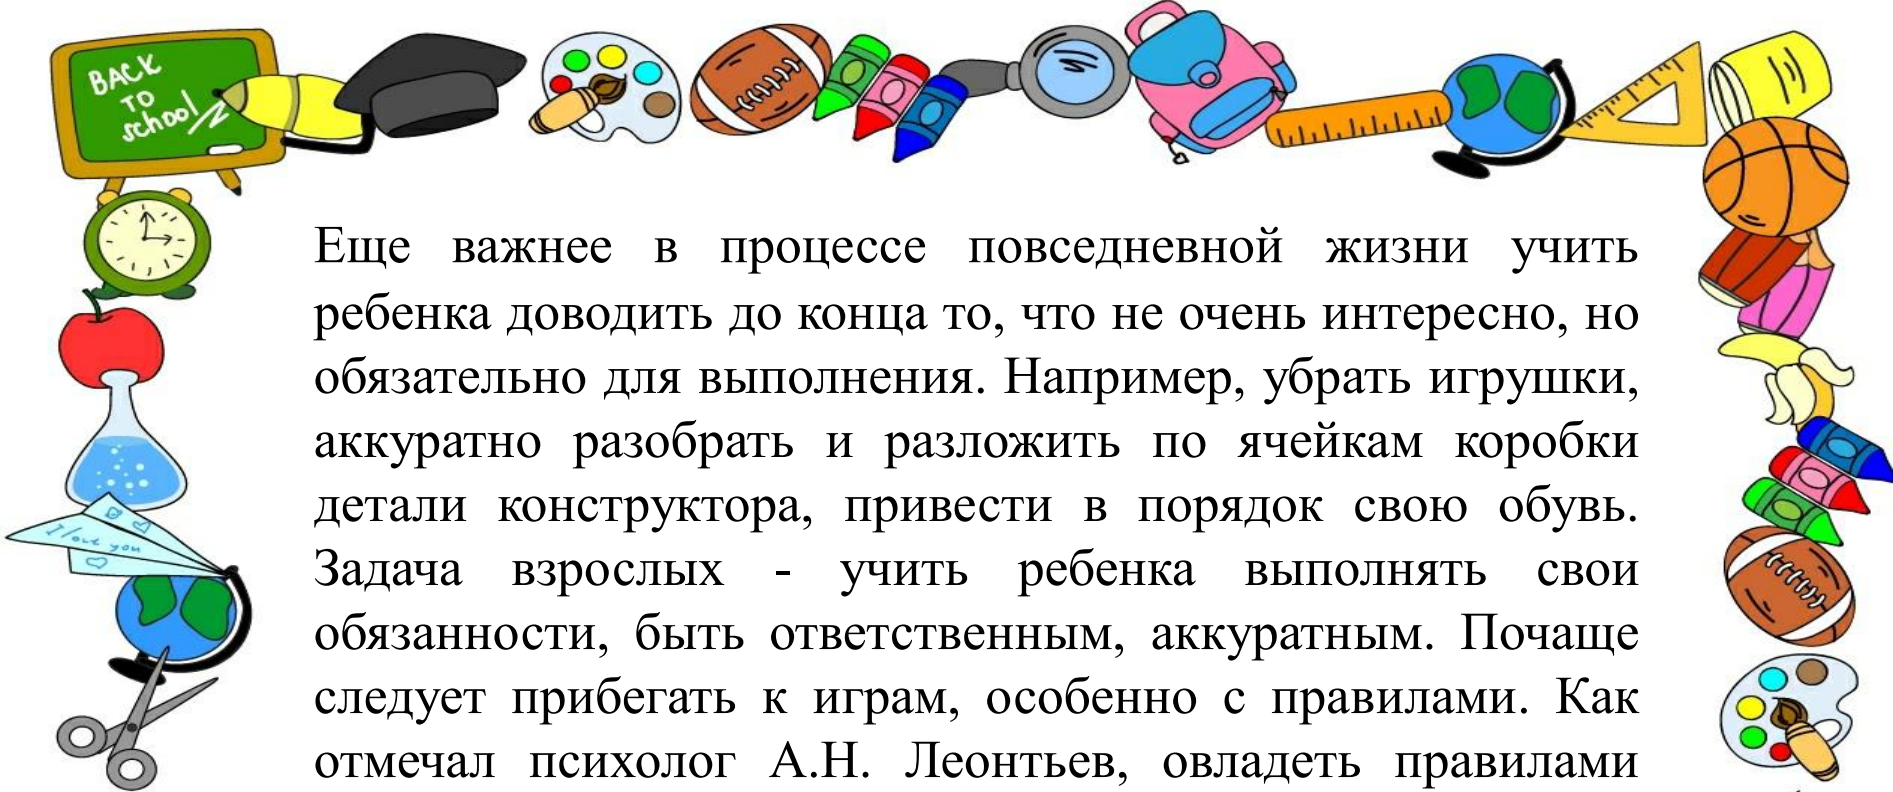 BACK
TO
school
Еще важнее в процессе повседневной жизни учить
ребенка доводить до конца то, что не очень интересно, но
обязательно для выполнения. Например, убрать игрушки,
аккуратно разобрать и разложить по ячейкам коробки
детали конструктора, привести в порядок свою обувь.
Задача взрослых - учить ребенка выполнять свои
обязанности, быть ответственным, аккуратным. Почаще
следует прибегать к играм, особенно с правилами. Как
отмечал психолог А.Н. Леонтьев, овладеть правилами
I love you